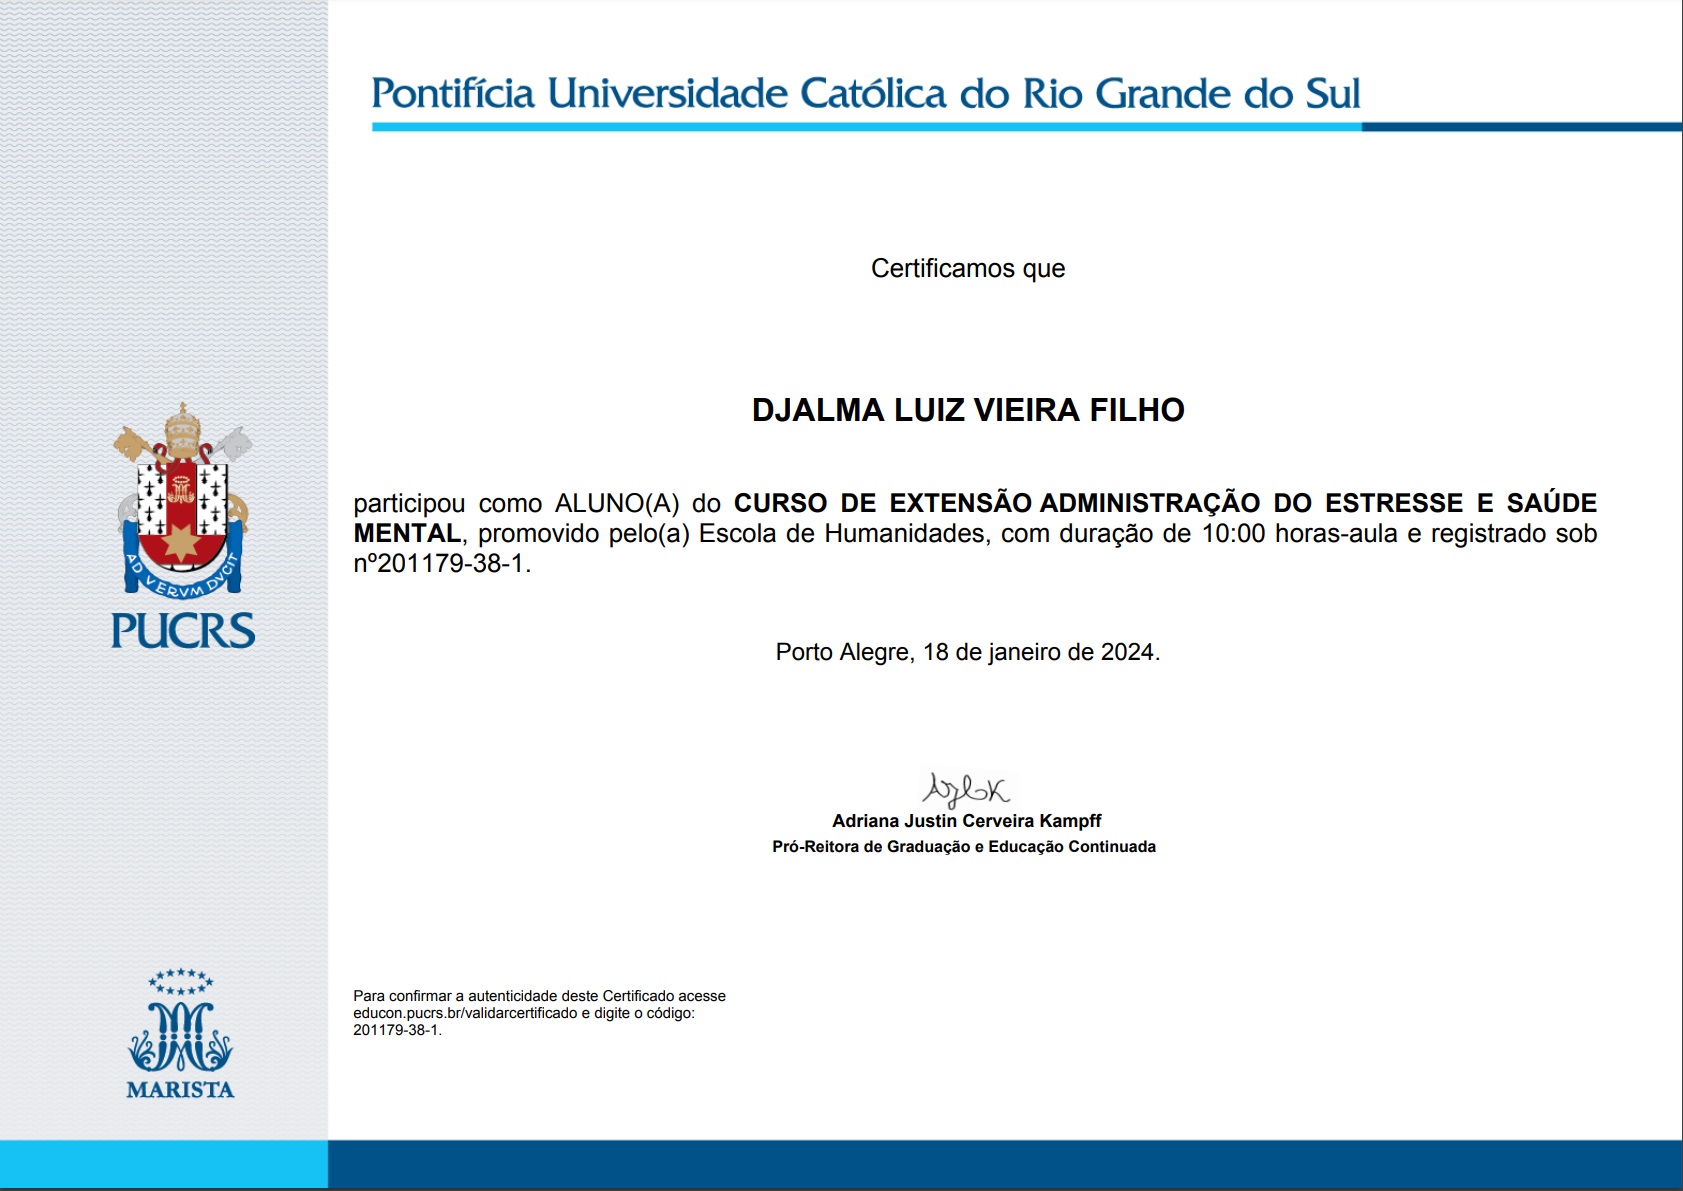 Pontifícia Universidade Católica do Rio Grande do Sul
Certificamos que
DJALMA LUIZ VIEIRA FILHO
participou como ALUNO(A) do CURSO DE EXTENSÃO ADMINISTRAÇÃO DO ESTRESSE E SAÚDE
MENTAL, promovido pelo(a) Escola de Humanidades, com duração de 10:00 horas-aula e registrado sob
nº201179-38-1.
AD VERVM DVCIT
PUCRS
Porto Alegre, 18 de janeiro de 2024.
Adriana Justin Cerveira Kampff
Pró-Reitora de Graduação e Educação Continuada
Para confirmar a autenticidade deste Certificado acesse
educon.pucrs.br/validarcertificado e digite o código:
201179-38-1.
MARISTA